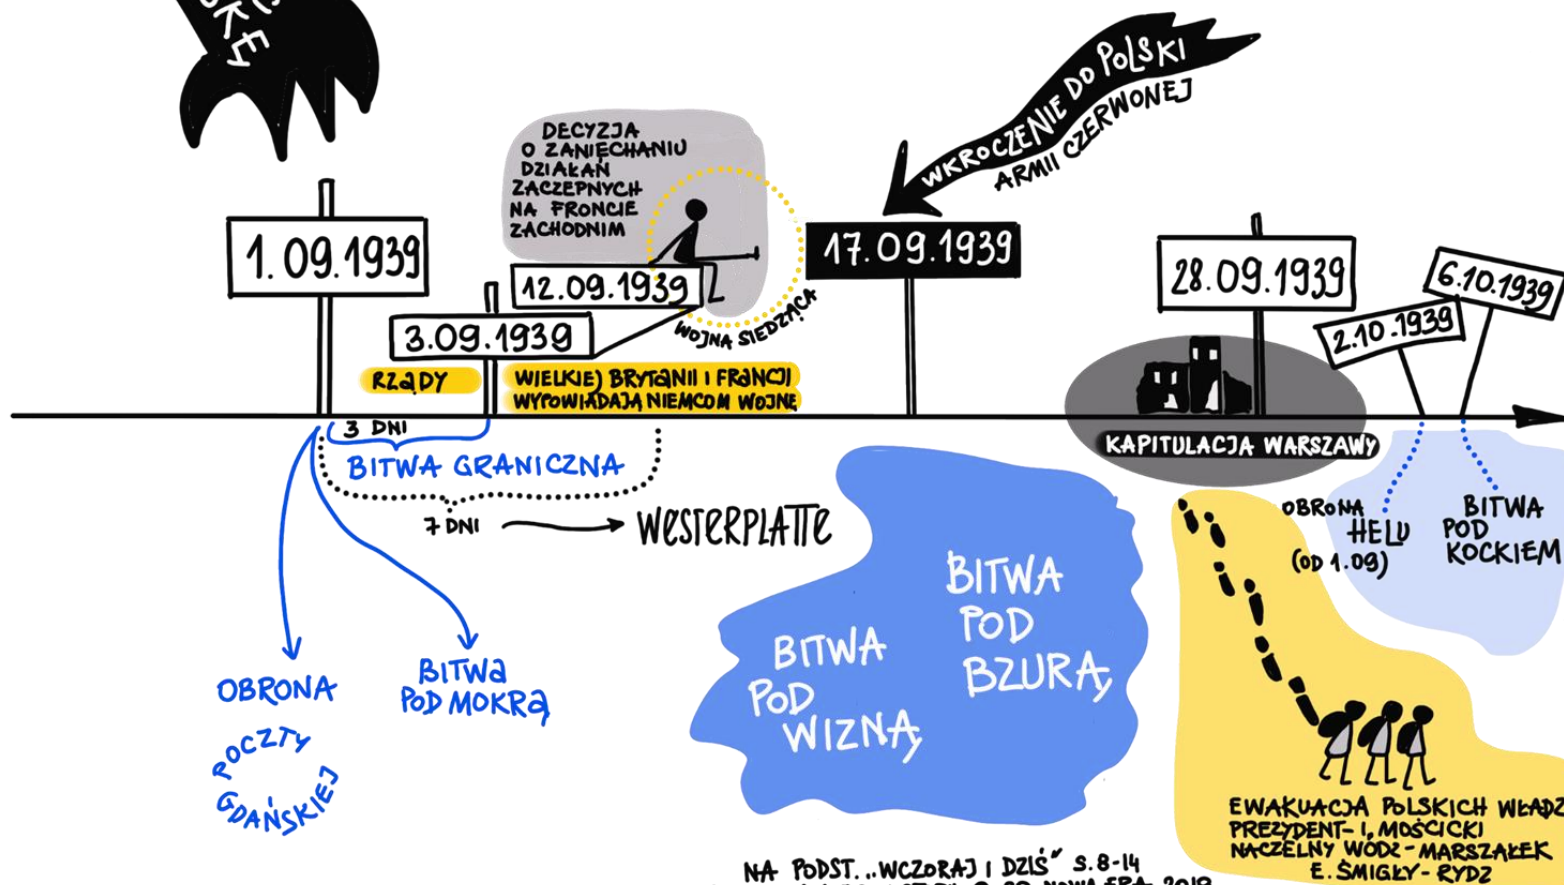 SKĘ
WKROCZENIE DO POLSKI
ARMII CZERWONEJ
DECYZJA
O ZANIECHANIU
DZIAŁAŃ
ZACZEPNYCH
NA FRONCIE
ZACHODNIM
1.09.1939
3.09.1939
12.09.1939
17.09.1939
28.09.1939
2.10.1939
6.10.1939
WOJNA SIEDZĄCA
RZĄDY
WIELKIEJ BRYTANII I FRANCJI
WYPOWIADAJĄ NIEMCOM WOJNĘ
3 DNI
BITWA GRANICZNA
7 DNI
WESTERPLATTE
KAPITULACJA WARSZAWY
OBRONA
HELU
(OD 1.09)
BITWA
POD
KOCKIEM
OBRONA
POCZTY
GDAŃSKIEJ
BITWA
POD MOKRĄ
BITWA
POD
WIZNĄ
BITWA
POD
BZURĄ
EWAKUACJA POLSKICH WŁADZ
PREZYDENT- I. MOŚCICKI
NACZELNY WÓDZ - MARSZAŁEK
E. ŚMIGŁY - RYDZ
NA PODST. „WCZORAJ I DZIŚ" S. 8-14
NOWA ERA 2019